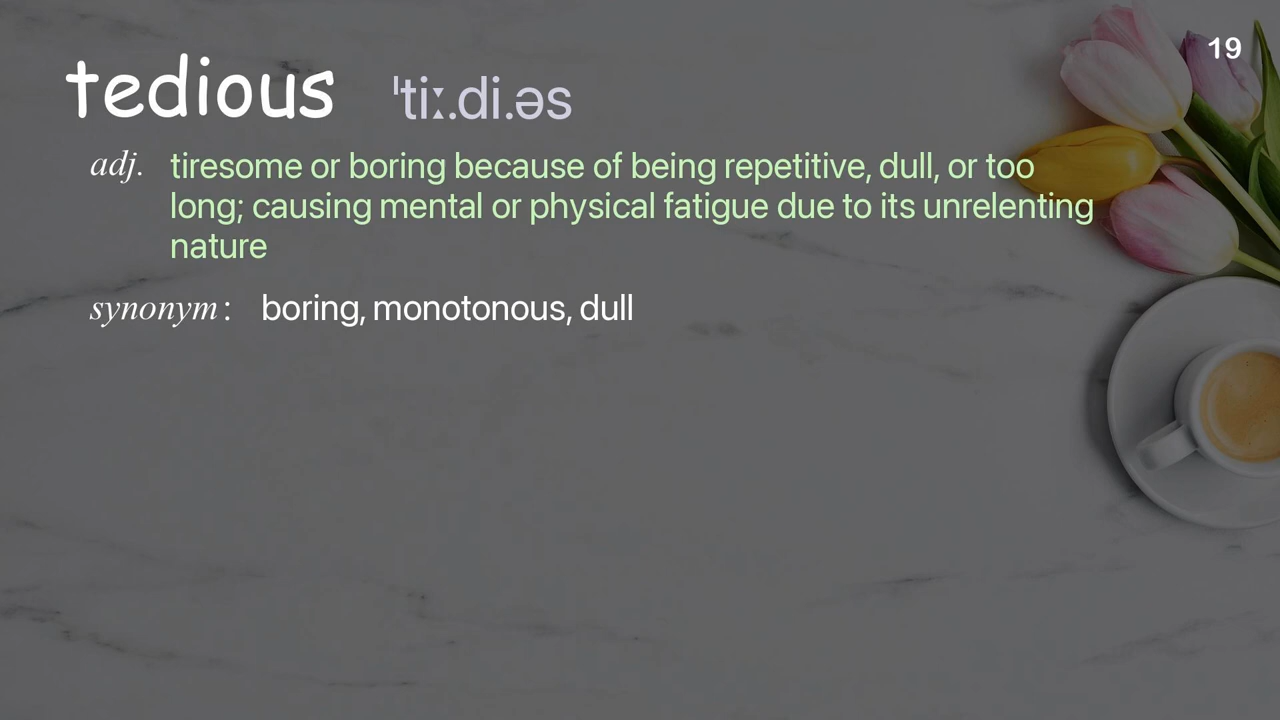 19
tedious ˈtiː.di.əs
adj. tiresome or boring because of being repetitive, dull, or too
long; causing mental or physical fatigue due to its unrelenting
nature
synonym : boring, monotonous, dull